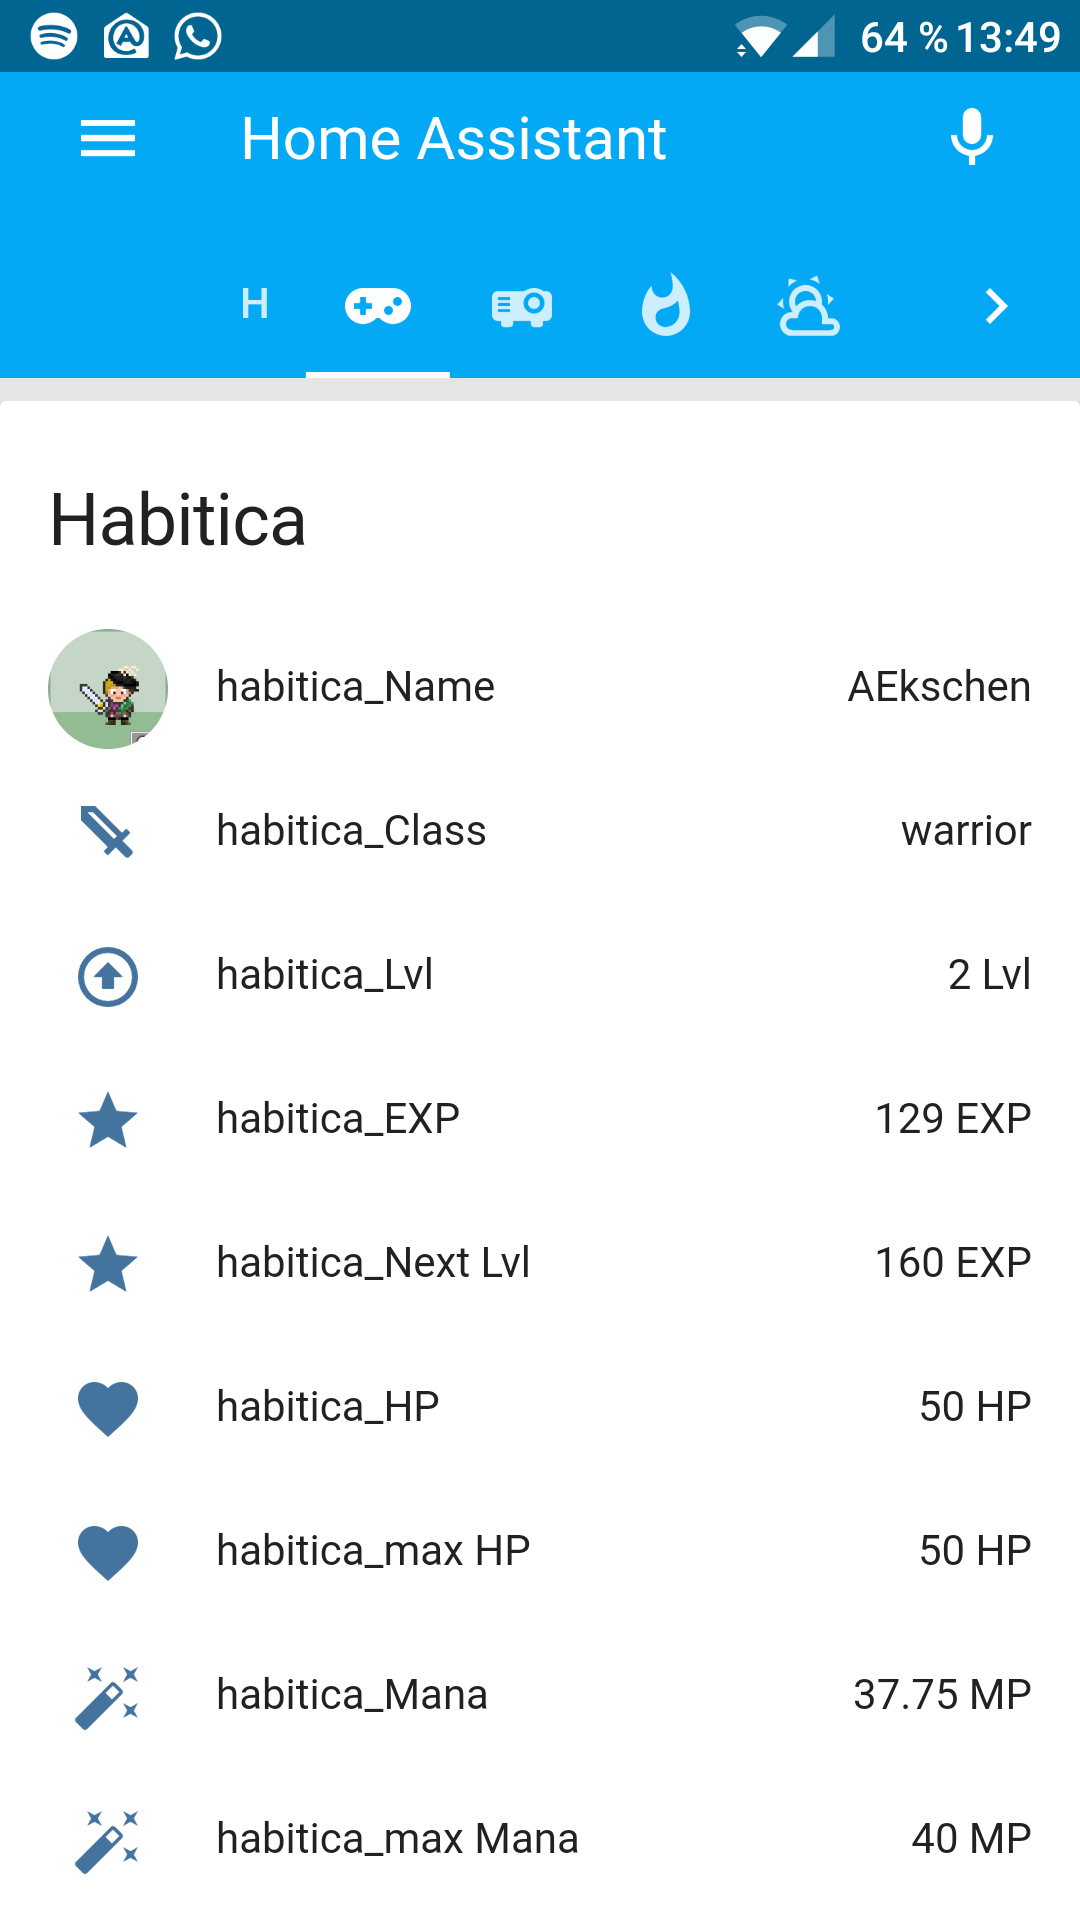 64 % 13:49
Home Assistant
H
Habitica
habitica_Name AEkschen
habitica_Class warrior
habitica_Lvl 2 Lvl
habitica_EXP 129 EXP
habitica_Next Lvl 160 EXP
habitica_HP 50 HP
habitica_max HP 50 HP
habitica_Mana 37.75 MP
habitica_max Mana 40 MP